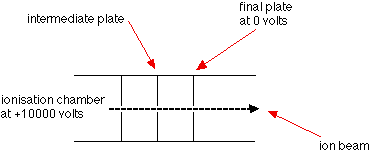 final plate
at 0 volts
intermediate plate
ionisation chamber
at +10000 volts
ion beam